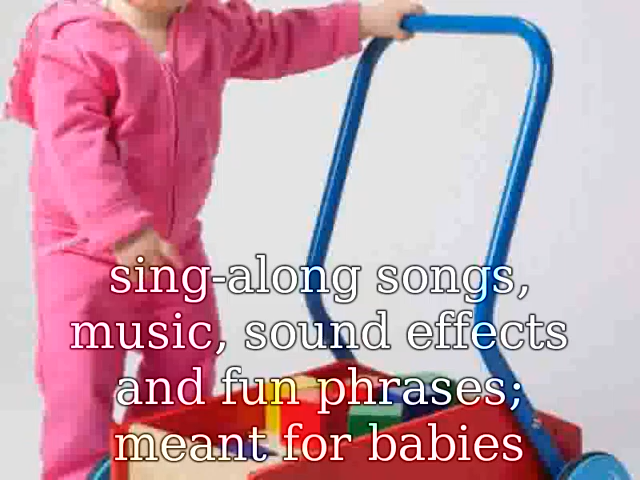 sing-along songs,
music, sound effects
and fun phrases;
meant for babies